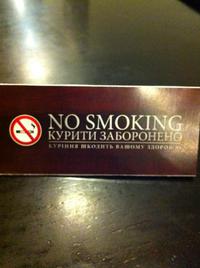 NO SMOKING
КУРИТИ ЗАБОРОНЕНО
КУРІННЯ ШКОДИТЬ ВАШОМУ ЗДОРОВ'Ю